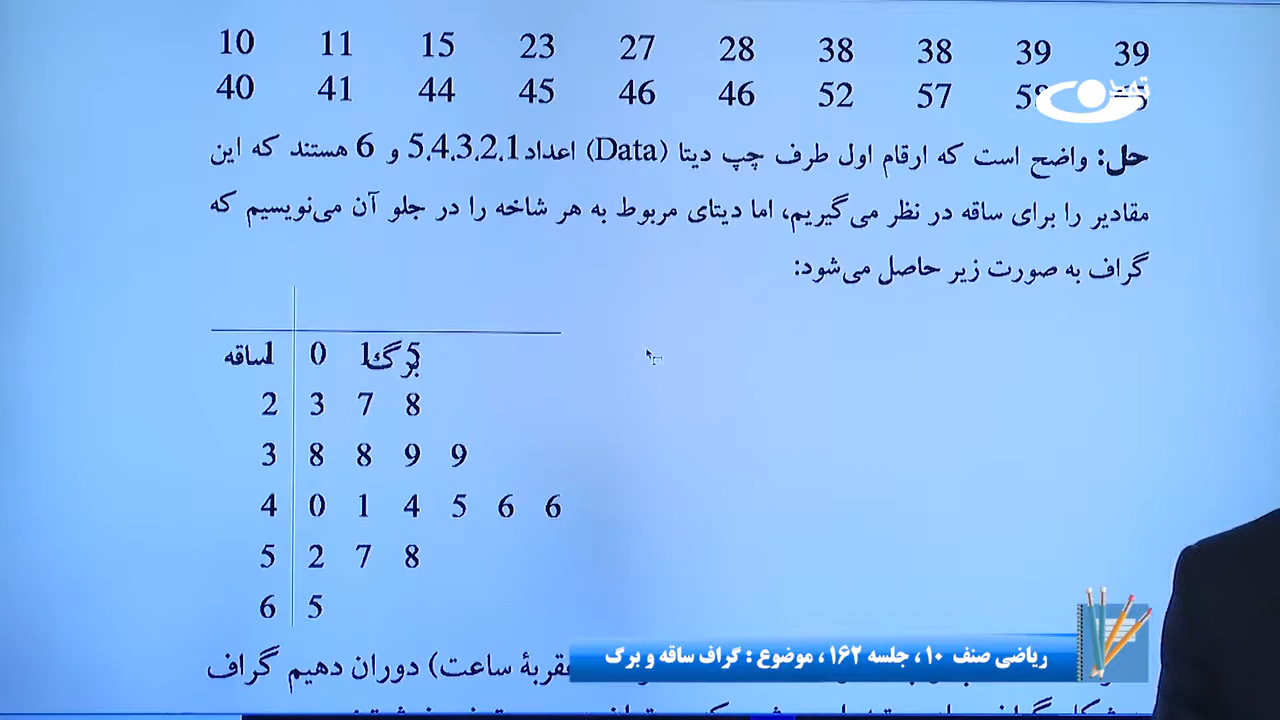 10 11 15 23 27 28 38 38 39 39
40 41 44 45 46 46 52 57
تمدن
حل: واضح است که ارقام اول طرف چپ دیتا (Data) اعداد 5،4،3،2،1 و 6 هستند که این
مقادیر را برای ساقه در نظر می‌گیریم، اما دیتای مربوط به هر شاخه را در جلو آن می‌نویسیم که
گراف به صورت زیر حاصل می‌شود:
ساقه برگ
1 0 1 5
2 3 7 8
3 8 8 9 9
4 0 1 4 5 6 6
5 2 7 8
6 5
عقربۀ ساعت) دوران دهیم گراف
ریاضی صنف ۱۰، جلسه ۱۶۲، موضوع : گراف ساقه و برگ